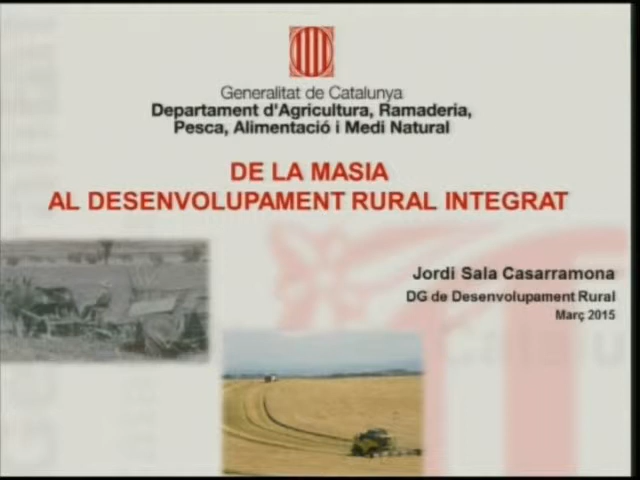 Generalitat de Catalunya
Departament d'Agricultura, Ramaderia,
Pesca, Alimentació i Medi Natural
DE LA MASIA
AL DESENVOLUPAMENT RURAL INTEGRAT
Jordi Sala Casarramona
DG de Desenvolupament Rural
Març 2015